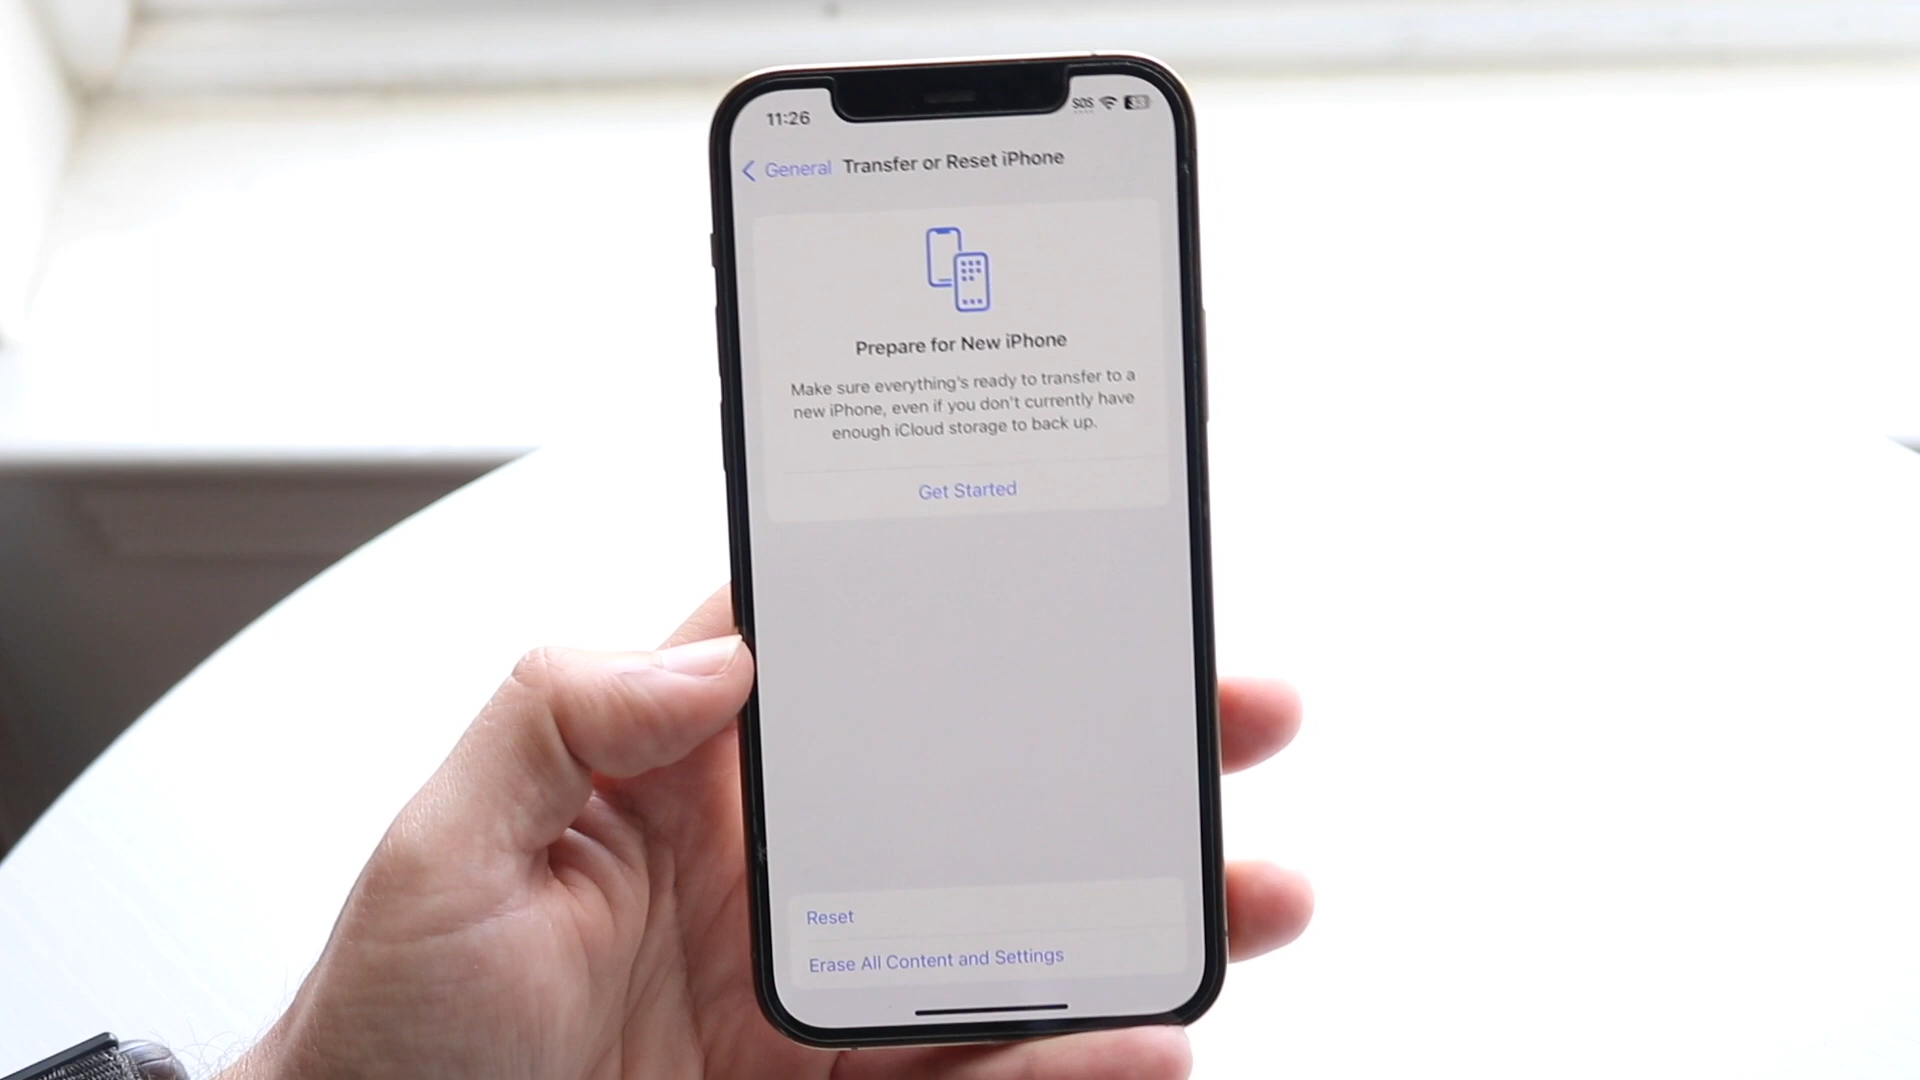 11:26
SOS 33
General Transfer or Reset iPhone
Prepare for New iPhone
Make sure everything's ready to transfer to a
new iPhone, even if you don't currently have
enough iCloud storage to back up.
Get Started
Reset
Erase All Content and Settings